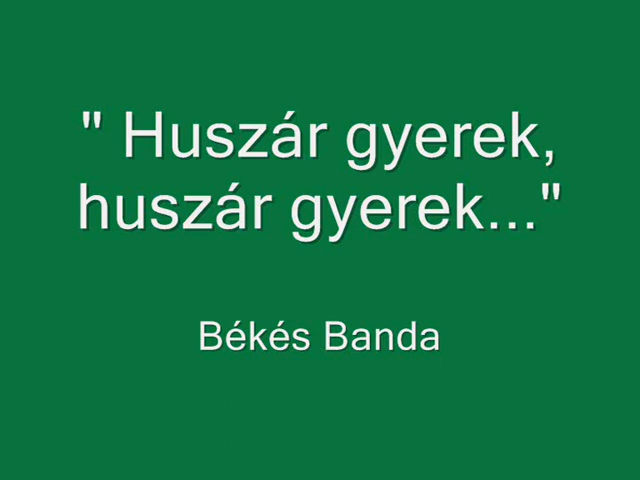 " Huszár gyerek,
huszár gyerek..."
Békés Banda